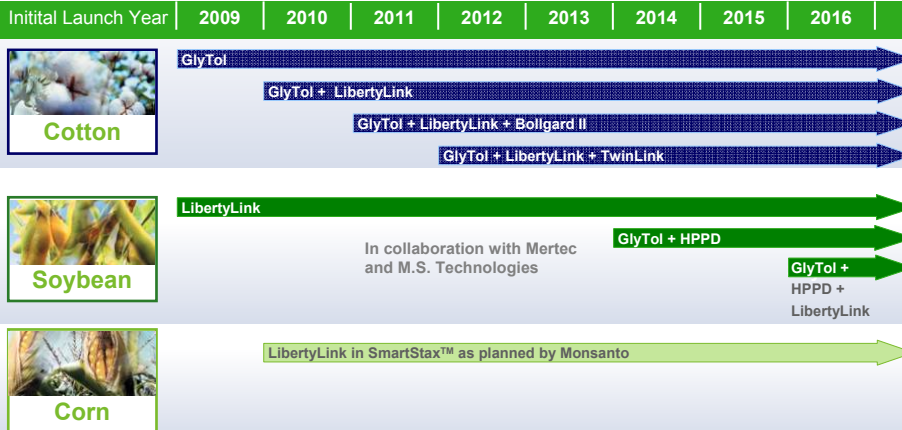 Initital Launch Year 2009 2010 2011 2012 2013 2014 2015 2016
GlyTol
GlyTol + LibertyLink
Cotton
GlyTol + LibertyLink + Bollgard II
GlyTol + LibertyLink + TwinLink
LibertyLink
GlyTol + HPPD
In collaboration with Mertec
and M.S. Technologies
Soybean
GlyTol +
HPPD +
LibertyLink
LibertyLink in SmartStax™ as planned by Monsanto
Corn